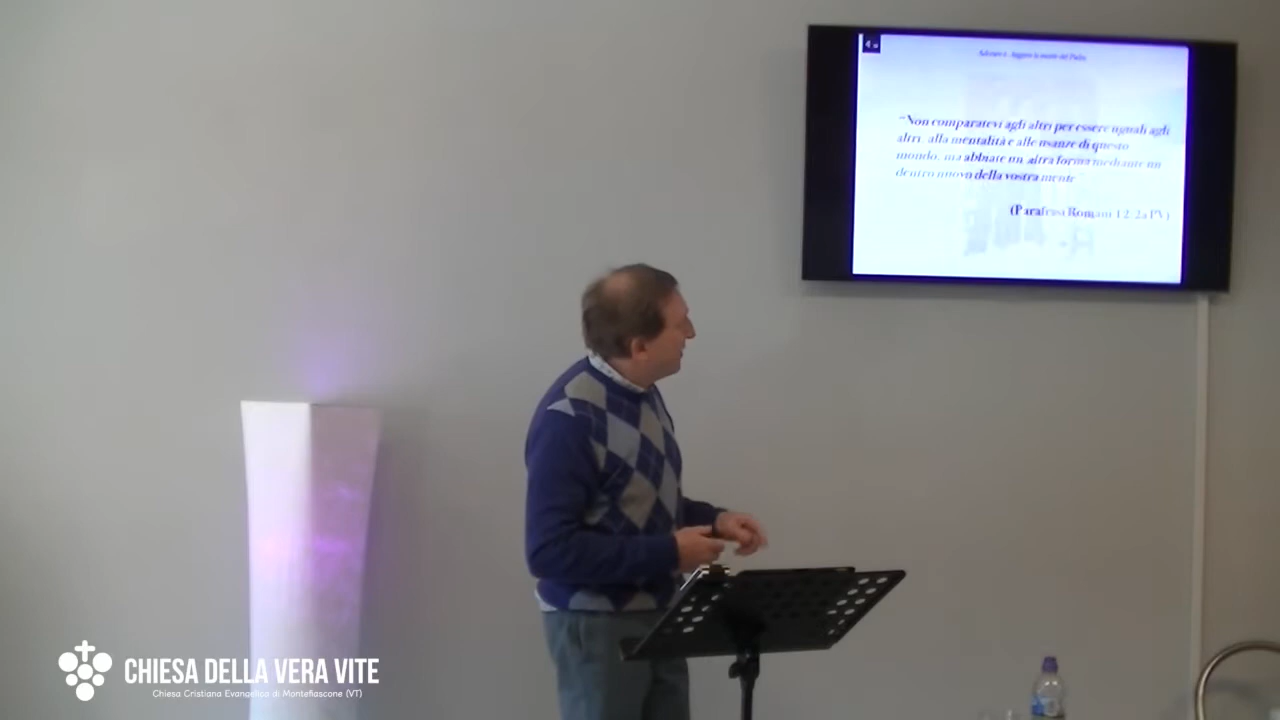 "Non comparatevi agli altri per essere uguali agli
altri, alla mentalità e alle usanze di questo
mondo, ma abbiate un altra forma mediante un
dentro nuovo della vostra mente"
(Parafrasi Romani 12:2a PV)
CHIESA DELLA VERA VITE
Chiesa Cristiana Evangelica di Montefiascone (VT)